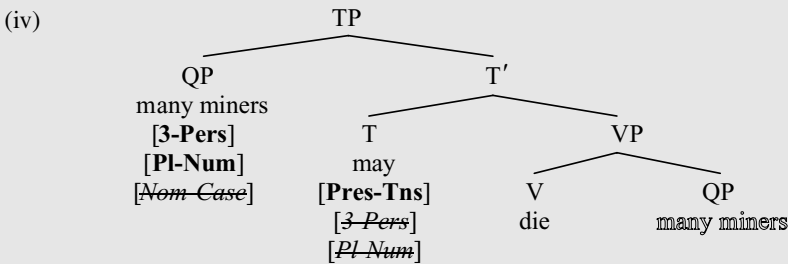 (iv) TP
QP T′
many miners
[3-Pers] T VP
[Pl-Num] may
[Nom-Case] [Pres-Tns] V QP
[3-Pers] die many miners
[Pl-Num]